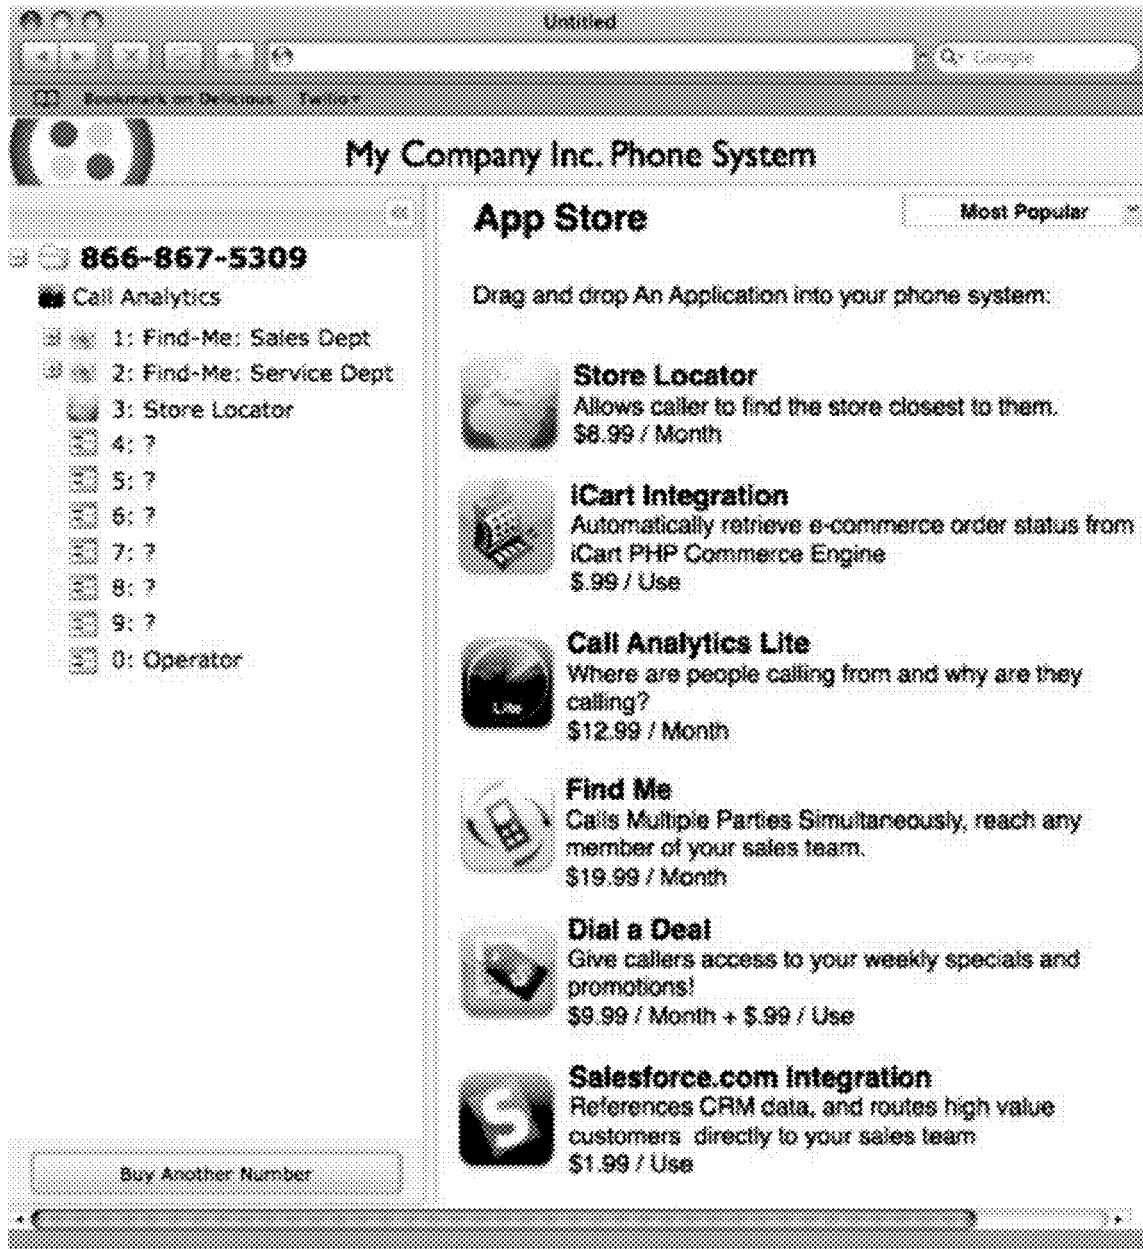 Untitled
Google
Bookmark on Delicious Twilio
My Company Inc. Phone System
866-867-5309
Call Analytics
1: Find-Me: Sales Dept
2: Find-Me: Service Dept
3: Store Locator
4: ?
5: ?
6: ?
7: ?
8: ?
9: ?
0: Operator
Buy Another Number
App Store
Most Popular
Drag and drop An Application into your phone system:
Store Locator
Allows caller to find the store closest to them.
$8.99 / Month
iCart Integration
Automatically retrieve e-commerce order status from
iCart PHP Commerce Engine
$.99 / Use
Call Analytics Lite
Where are people calling from and why are they
calling?
$12.99 / Month
Lite
Find Me
Calls Multiple Parties Simultaneously, reach any
member of your sales team.
$19.99 / Month
Dial a Deal
Give callers access to your weekly specials and
promotions!
$9.99 / Month + $.99 / Use
Salesforce.com Integration
References CRM data, and routes high value
customers directly to your sales team
$1.99 / Use
S